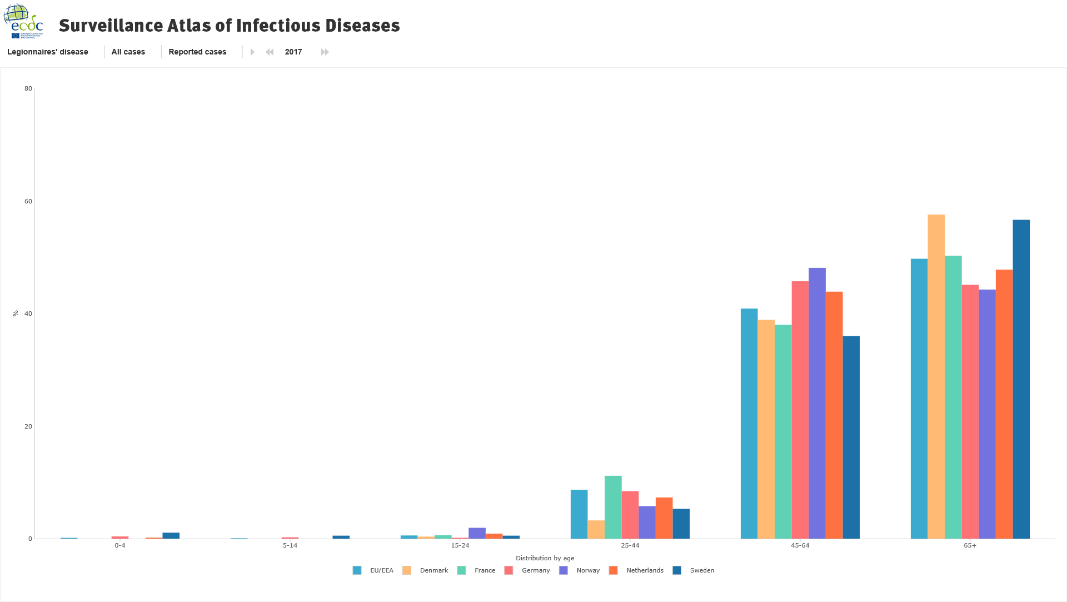 ecdc
Surveillance Atlas of Infectious Diseases
Legionnaires' disease All cases Reported cases 2017
80
60
%
40
20
0
0-4 5-14 15-24 25-44 45-64 65+
Distribution by age
EU/EEA Denmark France Germany Norway Netherlands Sweden